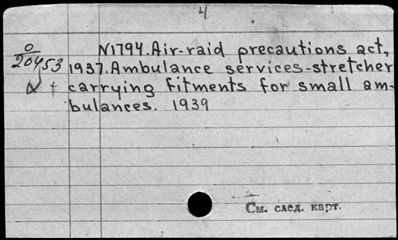 4
O
20453
N1794. Air-raid precautions act,
1937. Ambulance services-stretcher
carrying fitments for small am-
bulances. 1939
См. след. карт.